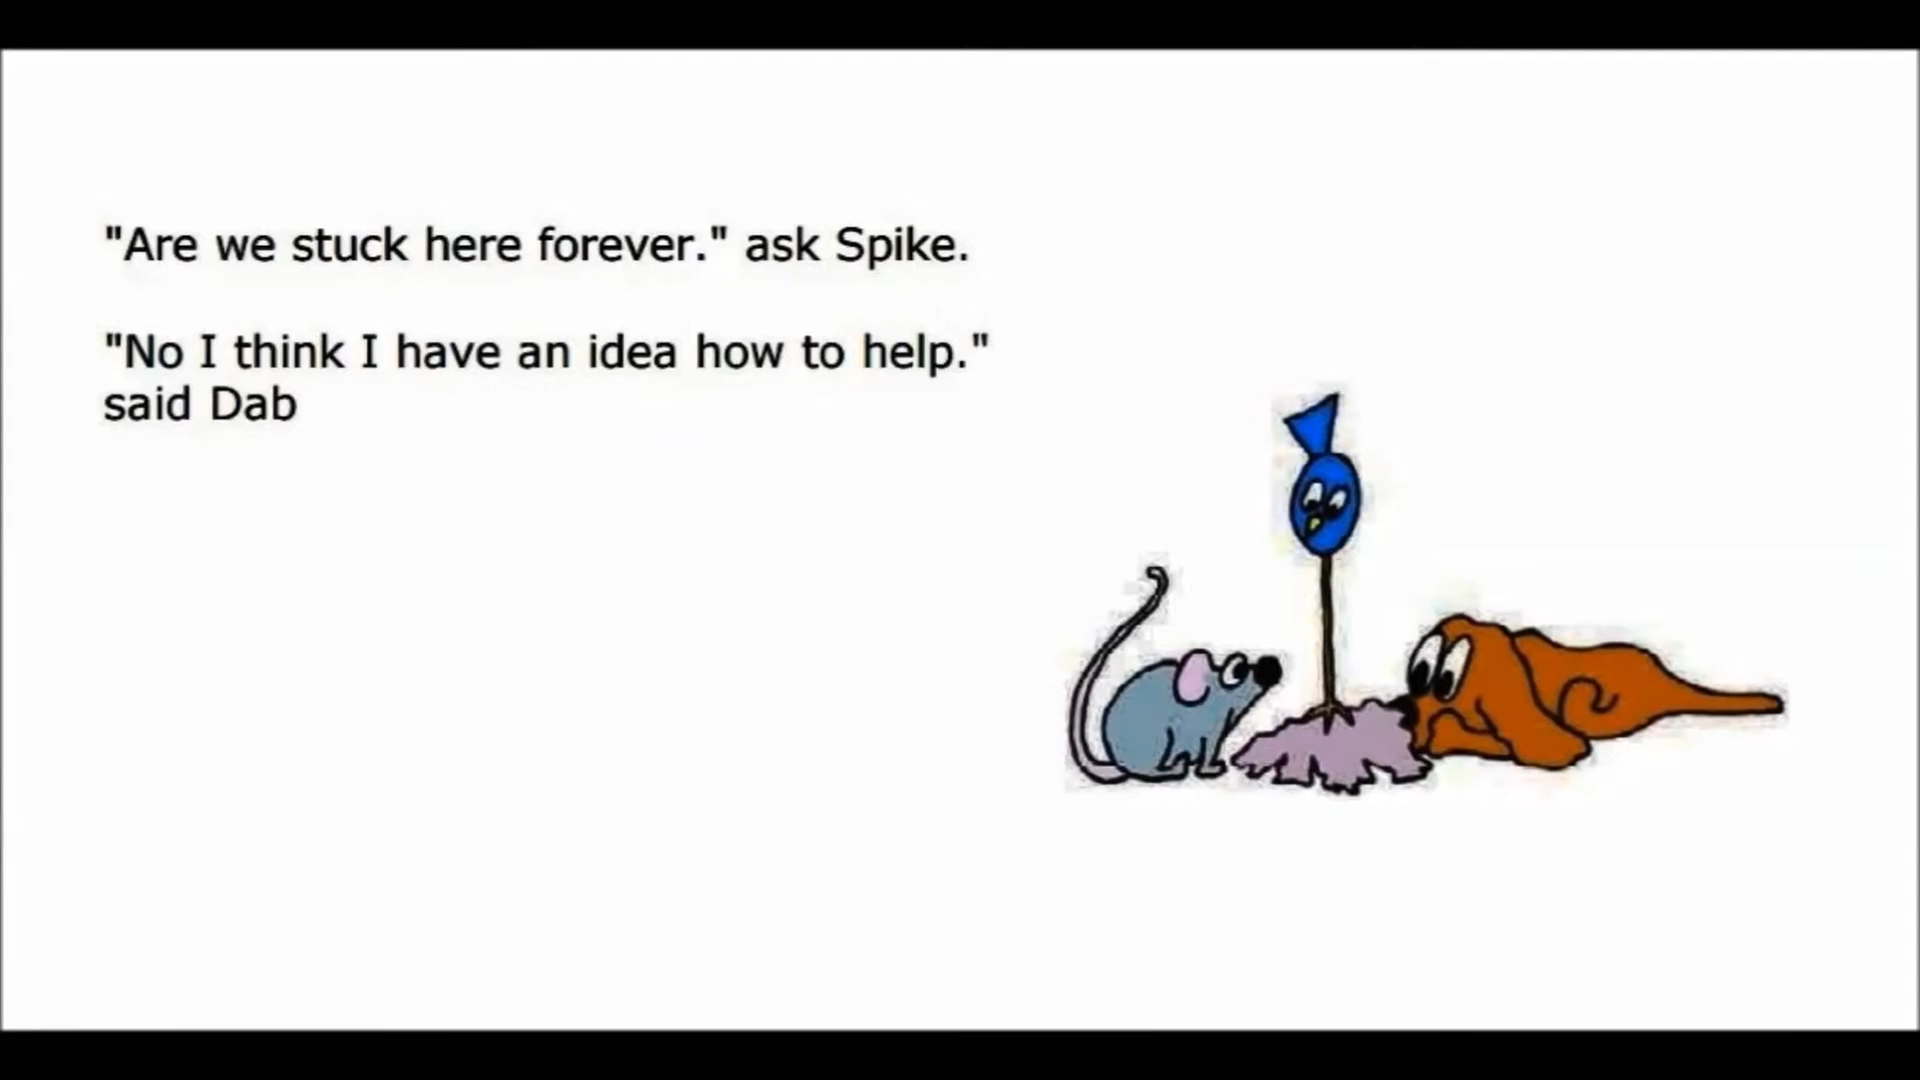 "Are we stuck here forever." ask Spike.
"No I think I have an idea how to help."
said Dab